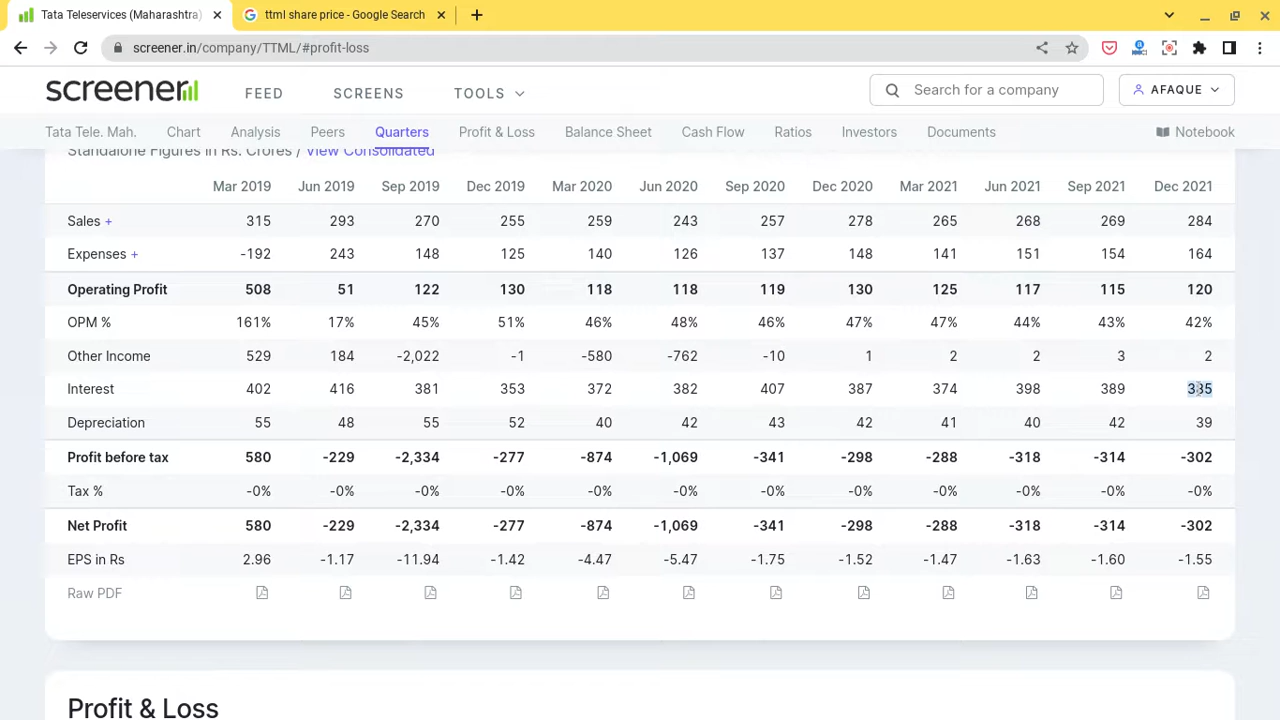 Tata Teleservices (Maharashtra)
ttml share price - Google Search
screener.in/company/TTML/#profit-loss
screener
FEED
SCREENS
TOOLS
Search for a company
AFAQUE
Tata Tele. Mah.
Chart
Analysis
Peers
Quarters
Profit & Loss
Balance Sheet
Cash Flow
Ratios
Investors
Documents
Notebook
Standalone Figures in Rs. Crores / View Consolidated
Mar 2019 Jun 2019 Sep 2019 Dec 2019 Mar 2020 Jun 2020 Sep 2020 Dec 2020 Mar 2021 Jun 2021 Sep 2021 Dec 2021
Sales + 315 293 270 255 259 243 257 278 265 268 269 284
Expenses + -192 243 148 125 140 126 137 148 141 151 154 164
Operating Profit 508 51 122 130 118 118 119 130 125 117 115 120
OPM % 161% 17% 45% 51% 46% 48% 46% 47% 47% 44% 43% 42%
Other Income 529 184 -2,022 -1 -580 -762 -10 1 2 2 3 2
Interest 402 416 381 353 372 382 407 387 374 398 389 385
Depreciation 55 48 55 52 40 42 43 42 41 40 42 39
Profit before tax 580 -229 -2,334 -277 -874 -1,069 -341 -298 -288 -318 -314 -302
Tax % -0% -0% -0% -0% -0% -0% -0% -0% -0% -0% -0% -0%
Net Profit 580 -229 -2,334 -277 -874 -1,069 -341 -298 -288 -318 -314 -302
EPS in Rs 2.96 -1.17 -11.94 -1.42 -4.47 -5.47 -1.75 -1.52 -1.47 -1.63 -1.60 -1.55
Raw PDF
Profit & Loss